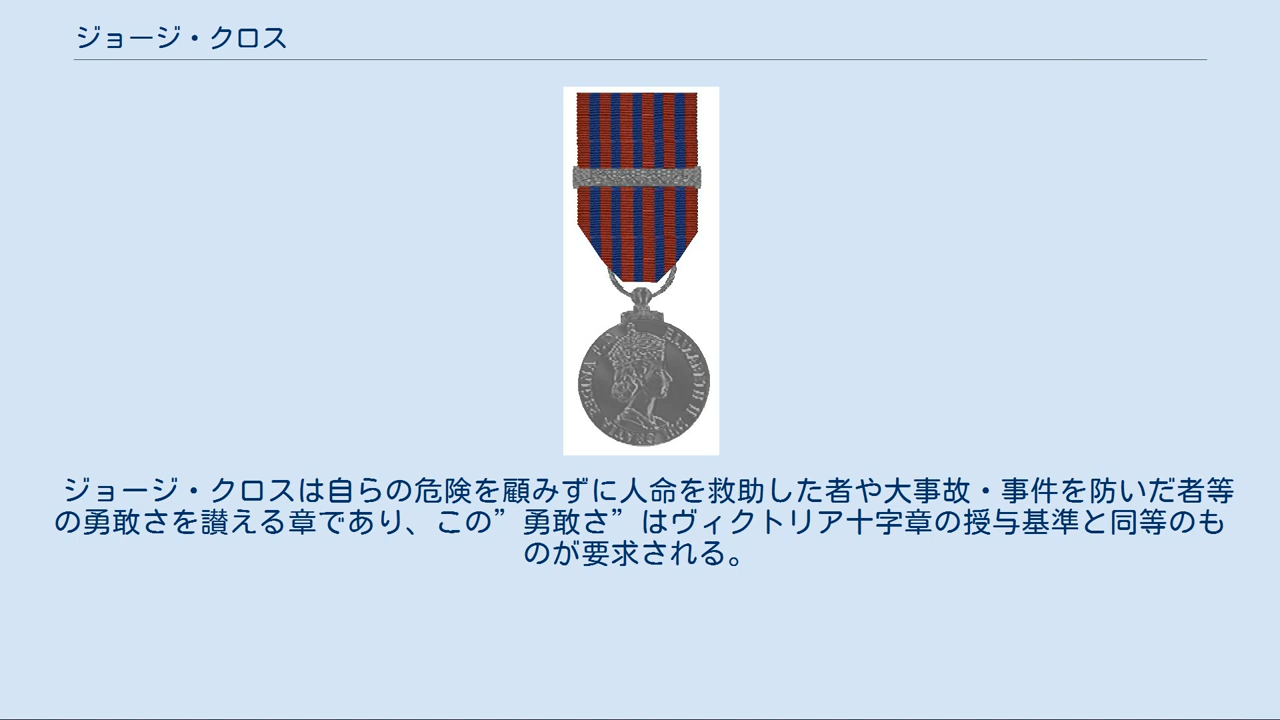 ジョージ・クロス
ジョージ・クロスは自らの危険を顧みずに人命を救助した者や大事故・事件を防いだ者等
の勇敢さを讃える章であり、この”勇敢さ”はヴィクトリア十字章の授与基準と同等のも
のが要求される。